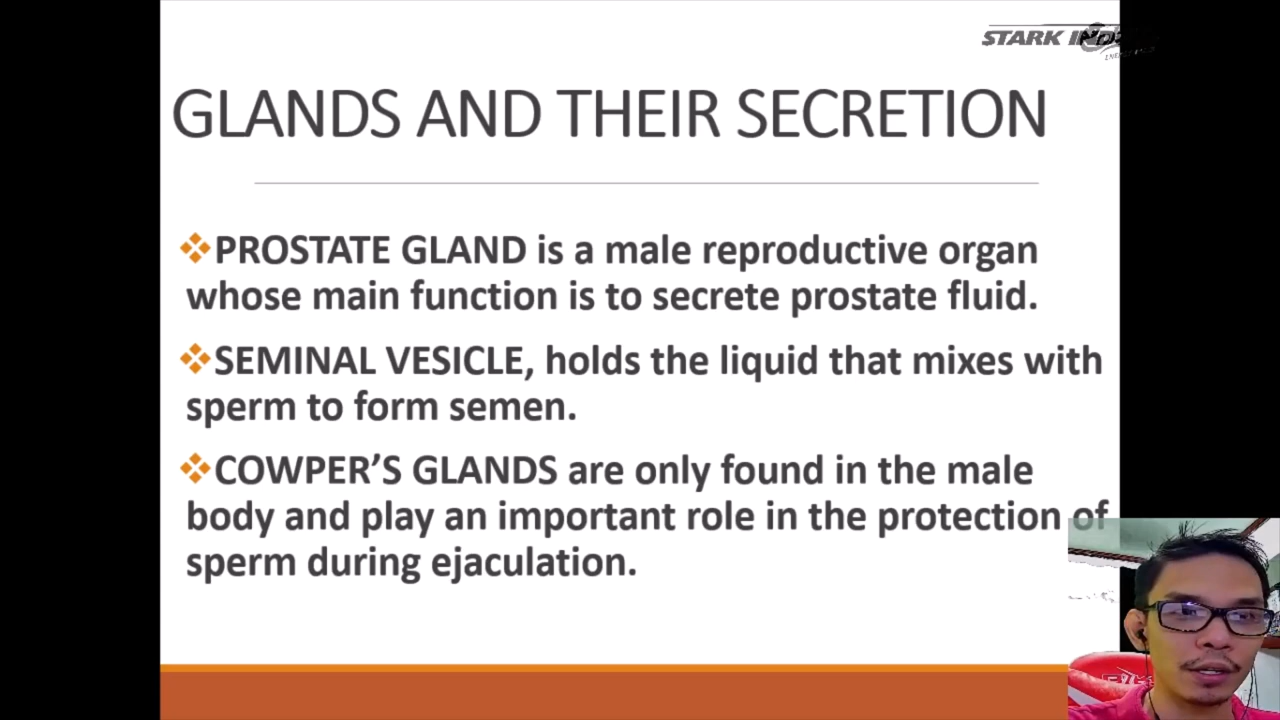 STARK
GLANDS AND THEIR SECRETION
❖PROSTATE GLAND is a male reproductive organ
whose main function is to secrete prostate fluid.
❖SEMINAL VESICLE, holds the liquid that mixes with
sperm to form semen.
❖COWPER’S GLANDS are only found in the male
body and play an important role in the protection of
sperm during ejaculation.